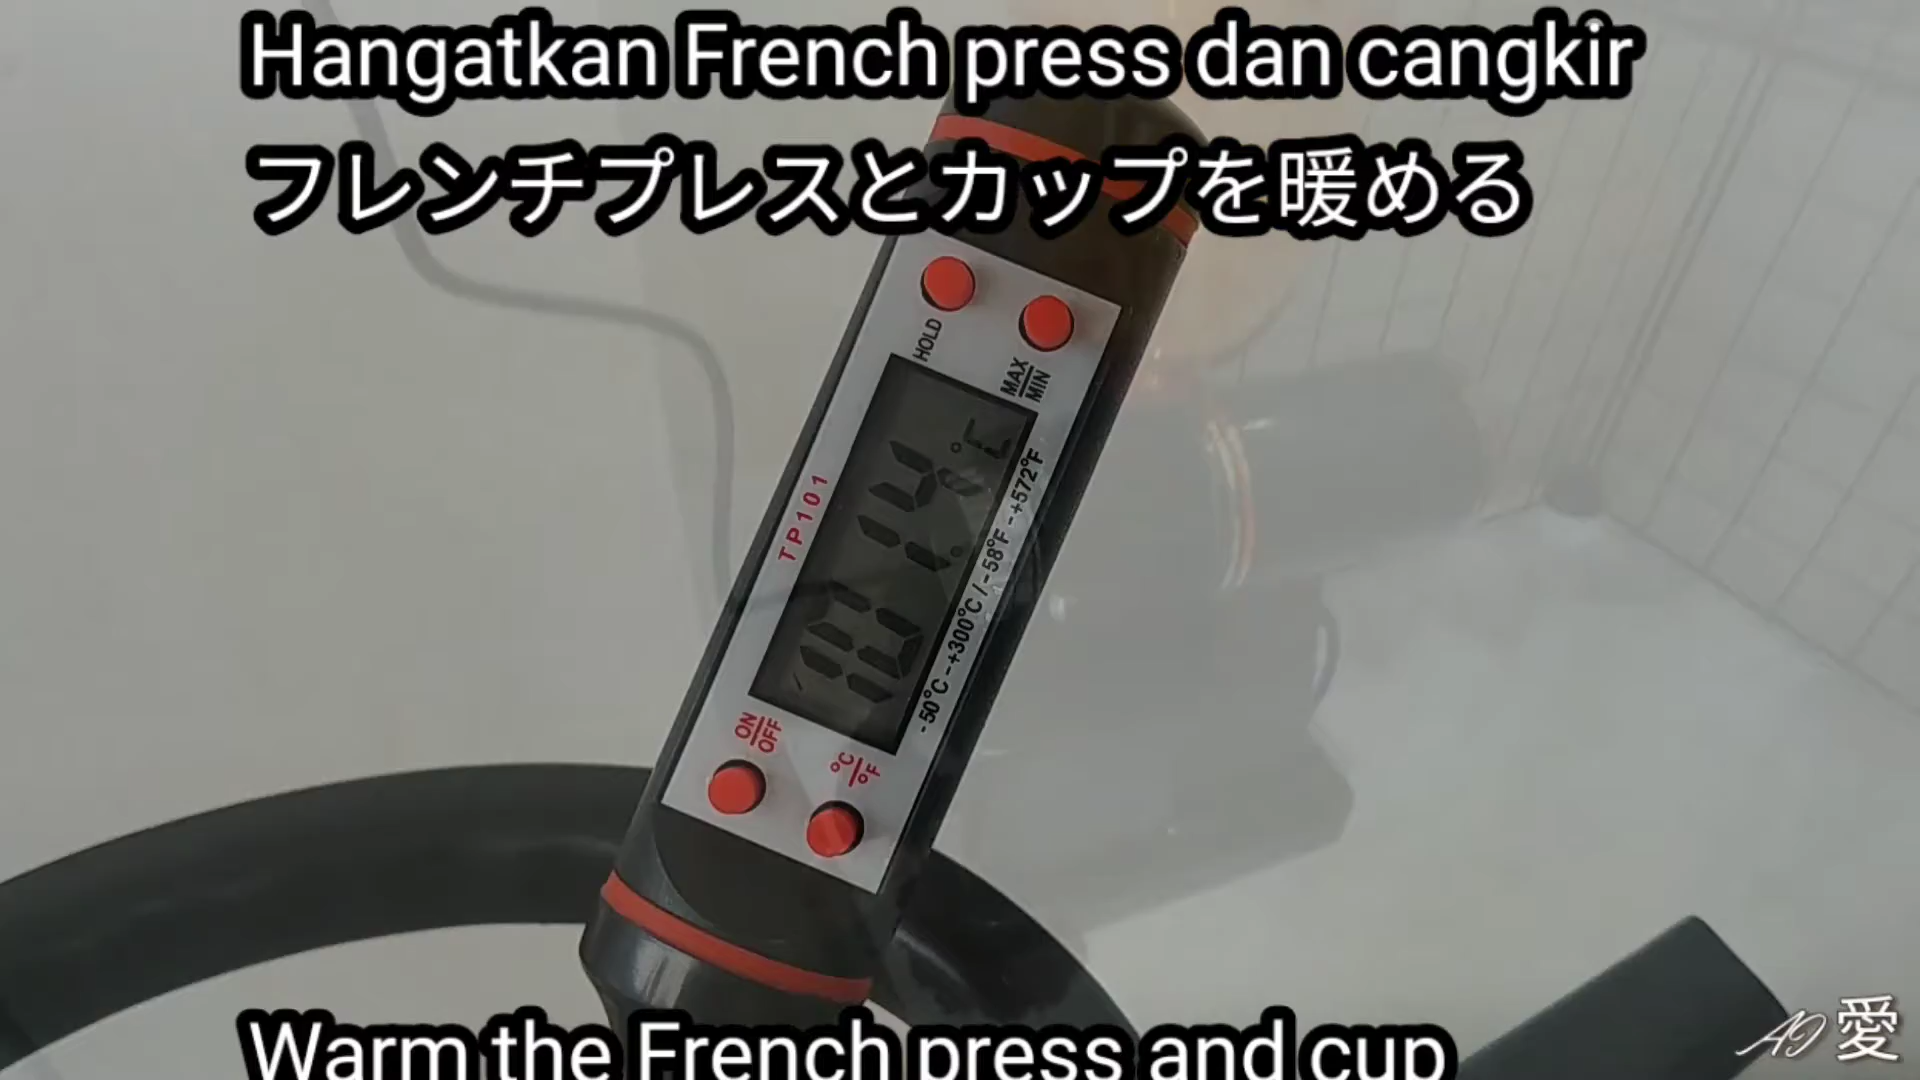 Hangatkan French press dan cangkir
フレンチプレスとカップを暖める
HOLD
MAX
MIN
TP101
-50℃-+300℃/-58℉-+572℉
ON
OFF
℃
℉
Warm the French press and cup
愛